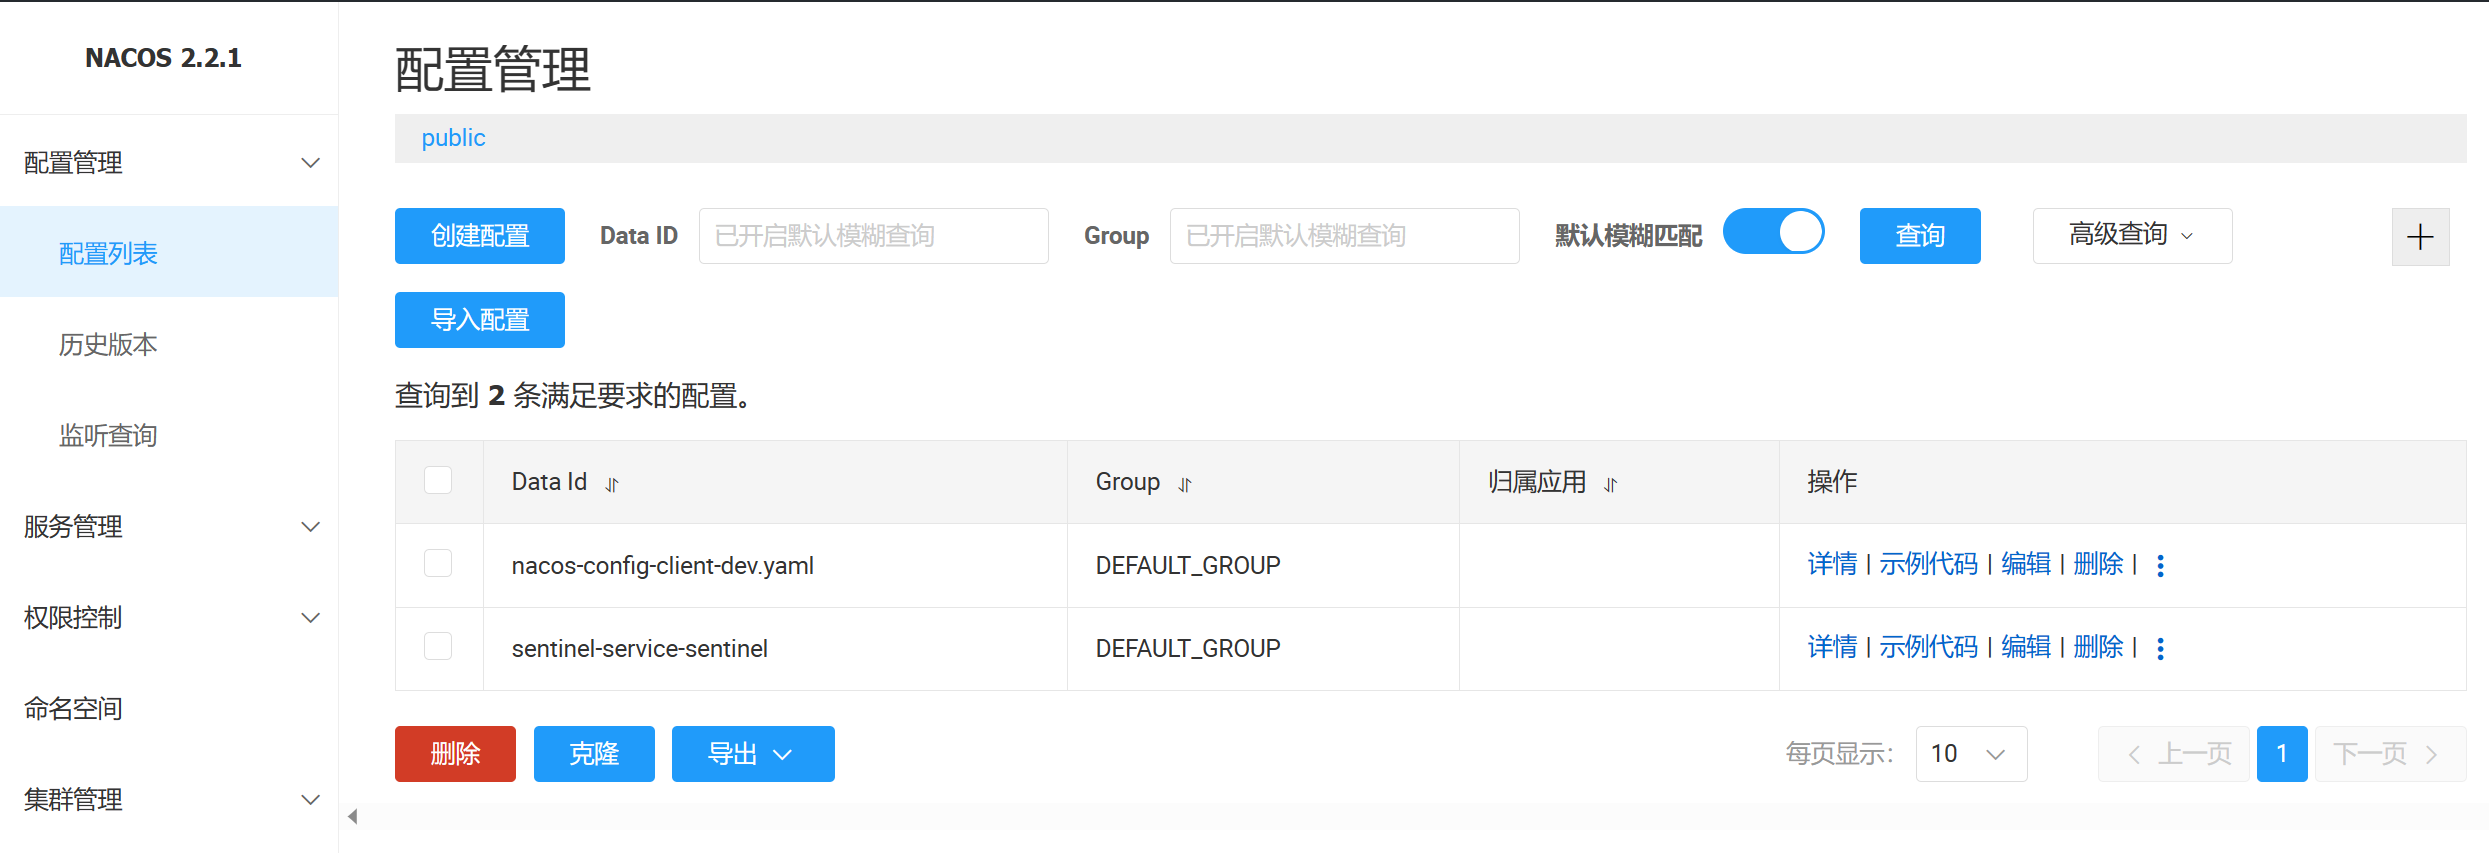 NACOS 2.2.1
配置管理
配置列表
历史版本
监听查询
服务管理
权限控制
命名空间
集群管理
配置管理
public
创建配置 Data ID 已开启默认模糊查询 Group 已开启默认模糊查询 默认模糊匹配 查询 高级查询
导入配置
查询到 2 条满足要求的配置。
Data Id Group 归属应用 操作
nacos-config-client-dev.yaml DEFAULT_GROUP 详情 | 示例代码 | 编辑 | 删除 |
sentinel-service-sentinel DEFAULT_GROUP 详情 | 示例代码 | 编辑 | 删除 |
删除 克隆 导出 每页显示: 10 上一页 1 下一页